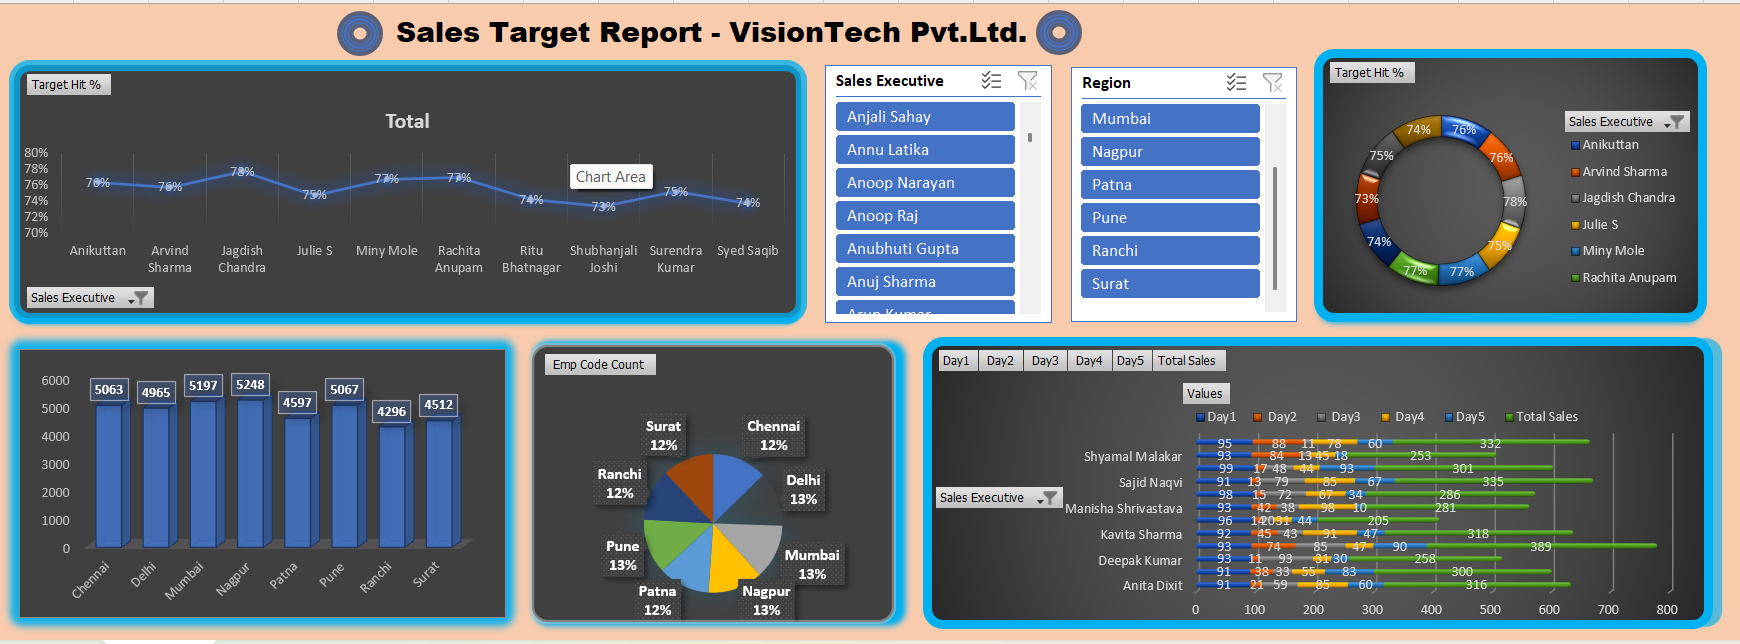 Sales Target Report - VisionTech Pvt.Ltd.
Target Hit %
Total
80%
78%
76%
74%
72%
70%
76% 76% 78% 75% 77% 77% 74% 73% 75% 74%
Chart Area
Anikuttan
Arvind Sharma
Jagdish Chandra
Julie S
Miny Mole
Rachita Anupam
Ritu Bhatnagar
Shubhanjali Joshi
Surendra Kumar
Syed Saqib
Sales Executive
Sales Executive
Anjali Sahay
Annu Latika
Anoop Narayan
Anoop Raj
Anubhuti Gupta
Anuj Sharma
Region
Mumbai
Nagpur
Patna
Pune
Ranchi
Surat
Target Hit %
76%
76%
78%
75%
77%
77%
74%
73%
75%
74%
Sales Executive
Anikuttan
Arvind Sharma
Jagdish Chandra
Julie S
Miny Mole
Rachita Anupam
6000
5000
4000
3000
2000
1000
0
5063 4965 5197 5248 4597 5067 4296 4512
Chennai Delhi Mumbai Nagpur Patna Pune Ranchi Surat
Emp Code Count
Chennai
12%
Delhi
13%
Mumbai
13%
Nagpur
13%
Patna
12%
Pune
13%
Ranchi
12%
Surat
12%
Day1 Day2 Day3 Day4 Day5 Total Sales
Values
Day1 Day2 Day3 Day4 Day5 Total Sales
Sales Executive
95 88 11 78 60 332
Shyamal Malakar 93 84 13 45 18 253
99 17 48 44 93 301
Sajid Naqvi 91 13 79 85 67 335
98 15 72 67 34 286
Manisha Shrivastava 93 42 38 98 10 281
96 14 20 31 44 205
Kavita Sharma 92 45 43 91 47 318
93 74 85 47 90 389
Deepak Kumar 93 11 93 31 30 258
91 38 33 55 83 300
Anita Dixit 91 21 59 85 60 316
0 100 200 300 400 500 600 700 800